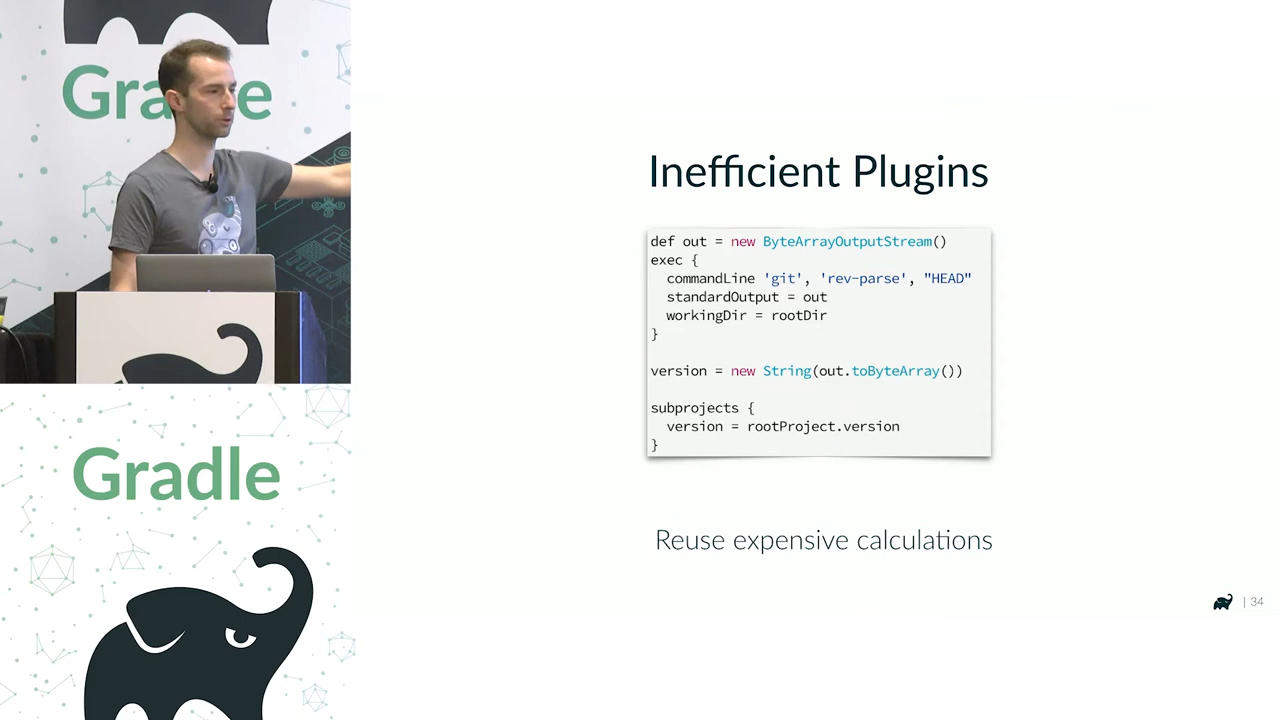 Gradle
Gradle
Inefficient Plugins
def out = new ByteArrayOutputStream()
exec {
  commandLine 'git', 'rev-parse', "HEAD"
  standardOutput = out
  workingDir = rootDir
}
version = new String(out.toByteArray())
subprojects {
  version = rootProject.version
}
Reuse expensive calculations
| 34